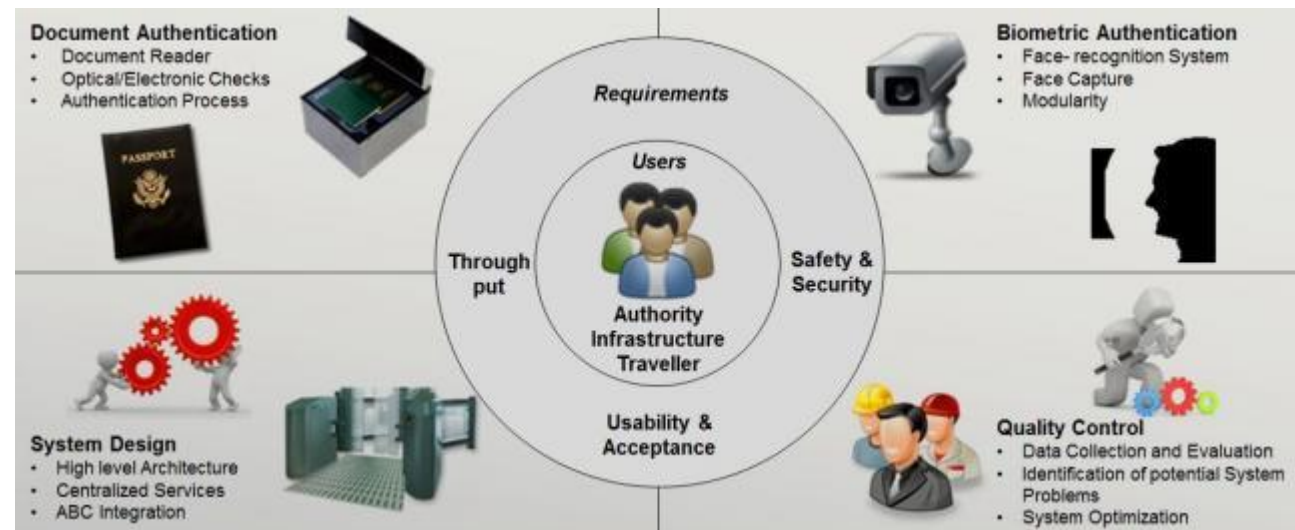 Document Authentication
• Document Reader
• Optical/Electronic Checks
• Authentication Process
PASSPORT
Requirements
Users
Authority
Infrastructure
Traveller
Through
put
Safety &
Security
Usability &
Acceptance
Biometric Authentication
• Face- recognition System
• Face Capture
• Modularity
System Design
• High level Architecture
• Centralized Services
• ABC Integration
Quality Control
• Data Collection and Evaluation
• Identification of potential System
Problems
• System Optimization